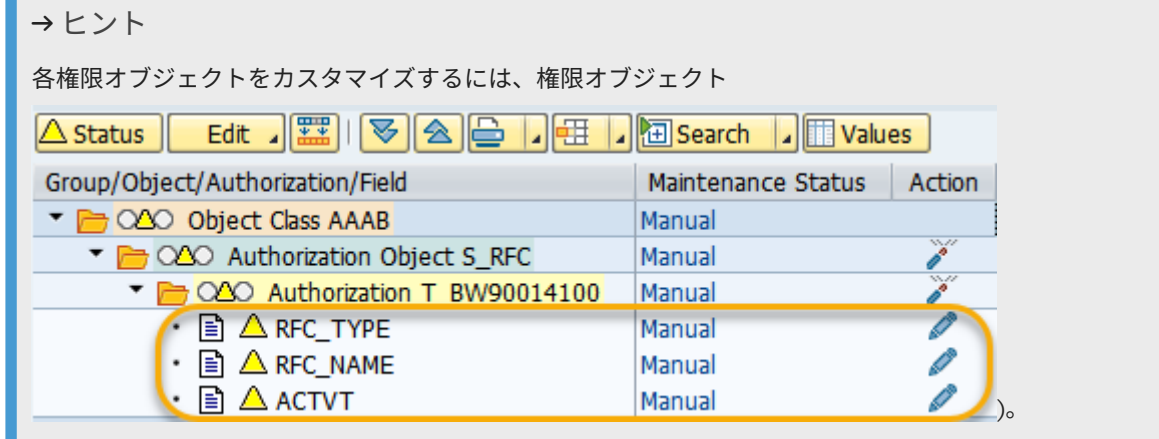 → ヒント
各権限オブジェクトをカスタマイズするには、権限オブジェクト
Status Edit Search Values
Group/Object/Authorization/Field Maintenance Status Action
Object Class AAAB Manual
Authorization Object S_RFC Manual
Authorization T_BW90014100 Manual
RFC_TYPE Manual
RFC_NAME Manual
ACTVT Manual
)。